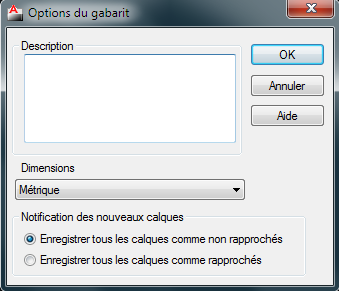 Options du gabarit
Description
OK
Annuler
Aide
Dimensions
Métrique
Notification des nouveaux calques
Enregistrer tous les calques comme non rapprochés
Enregistrer tous les calques comme rapprochés